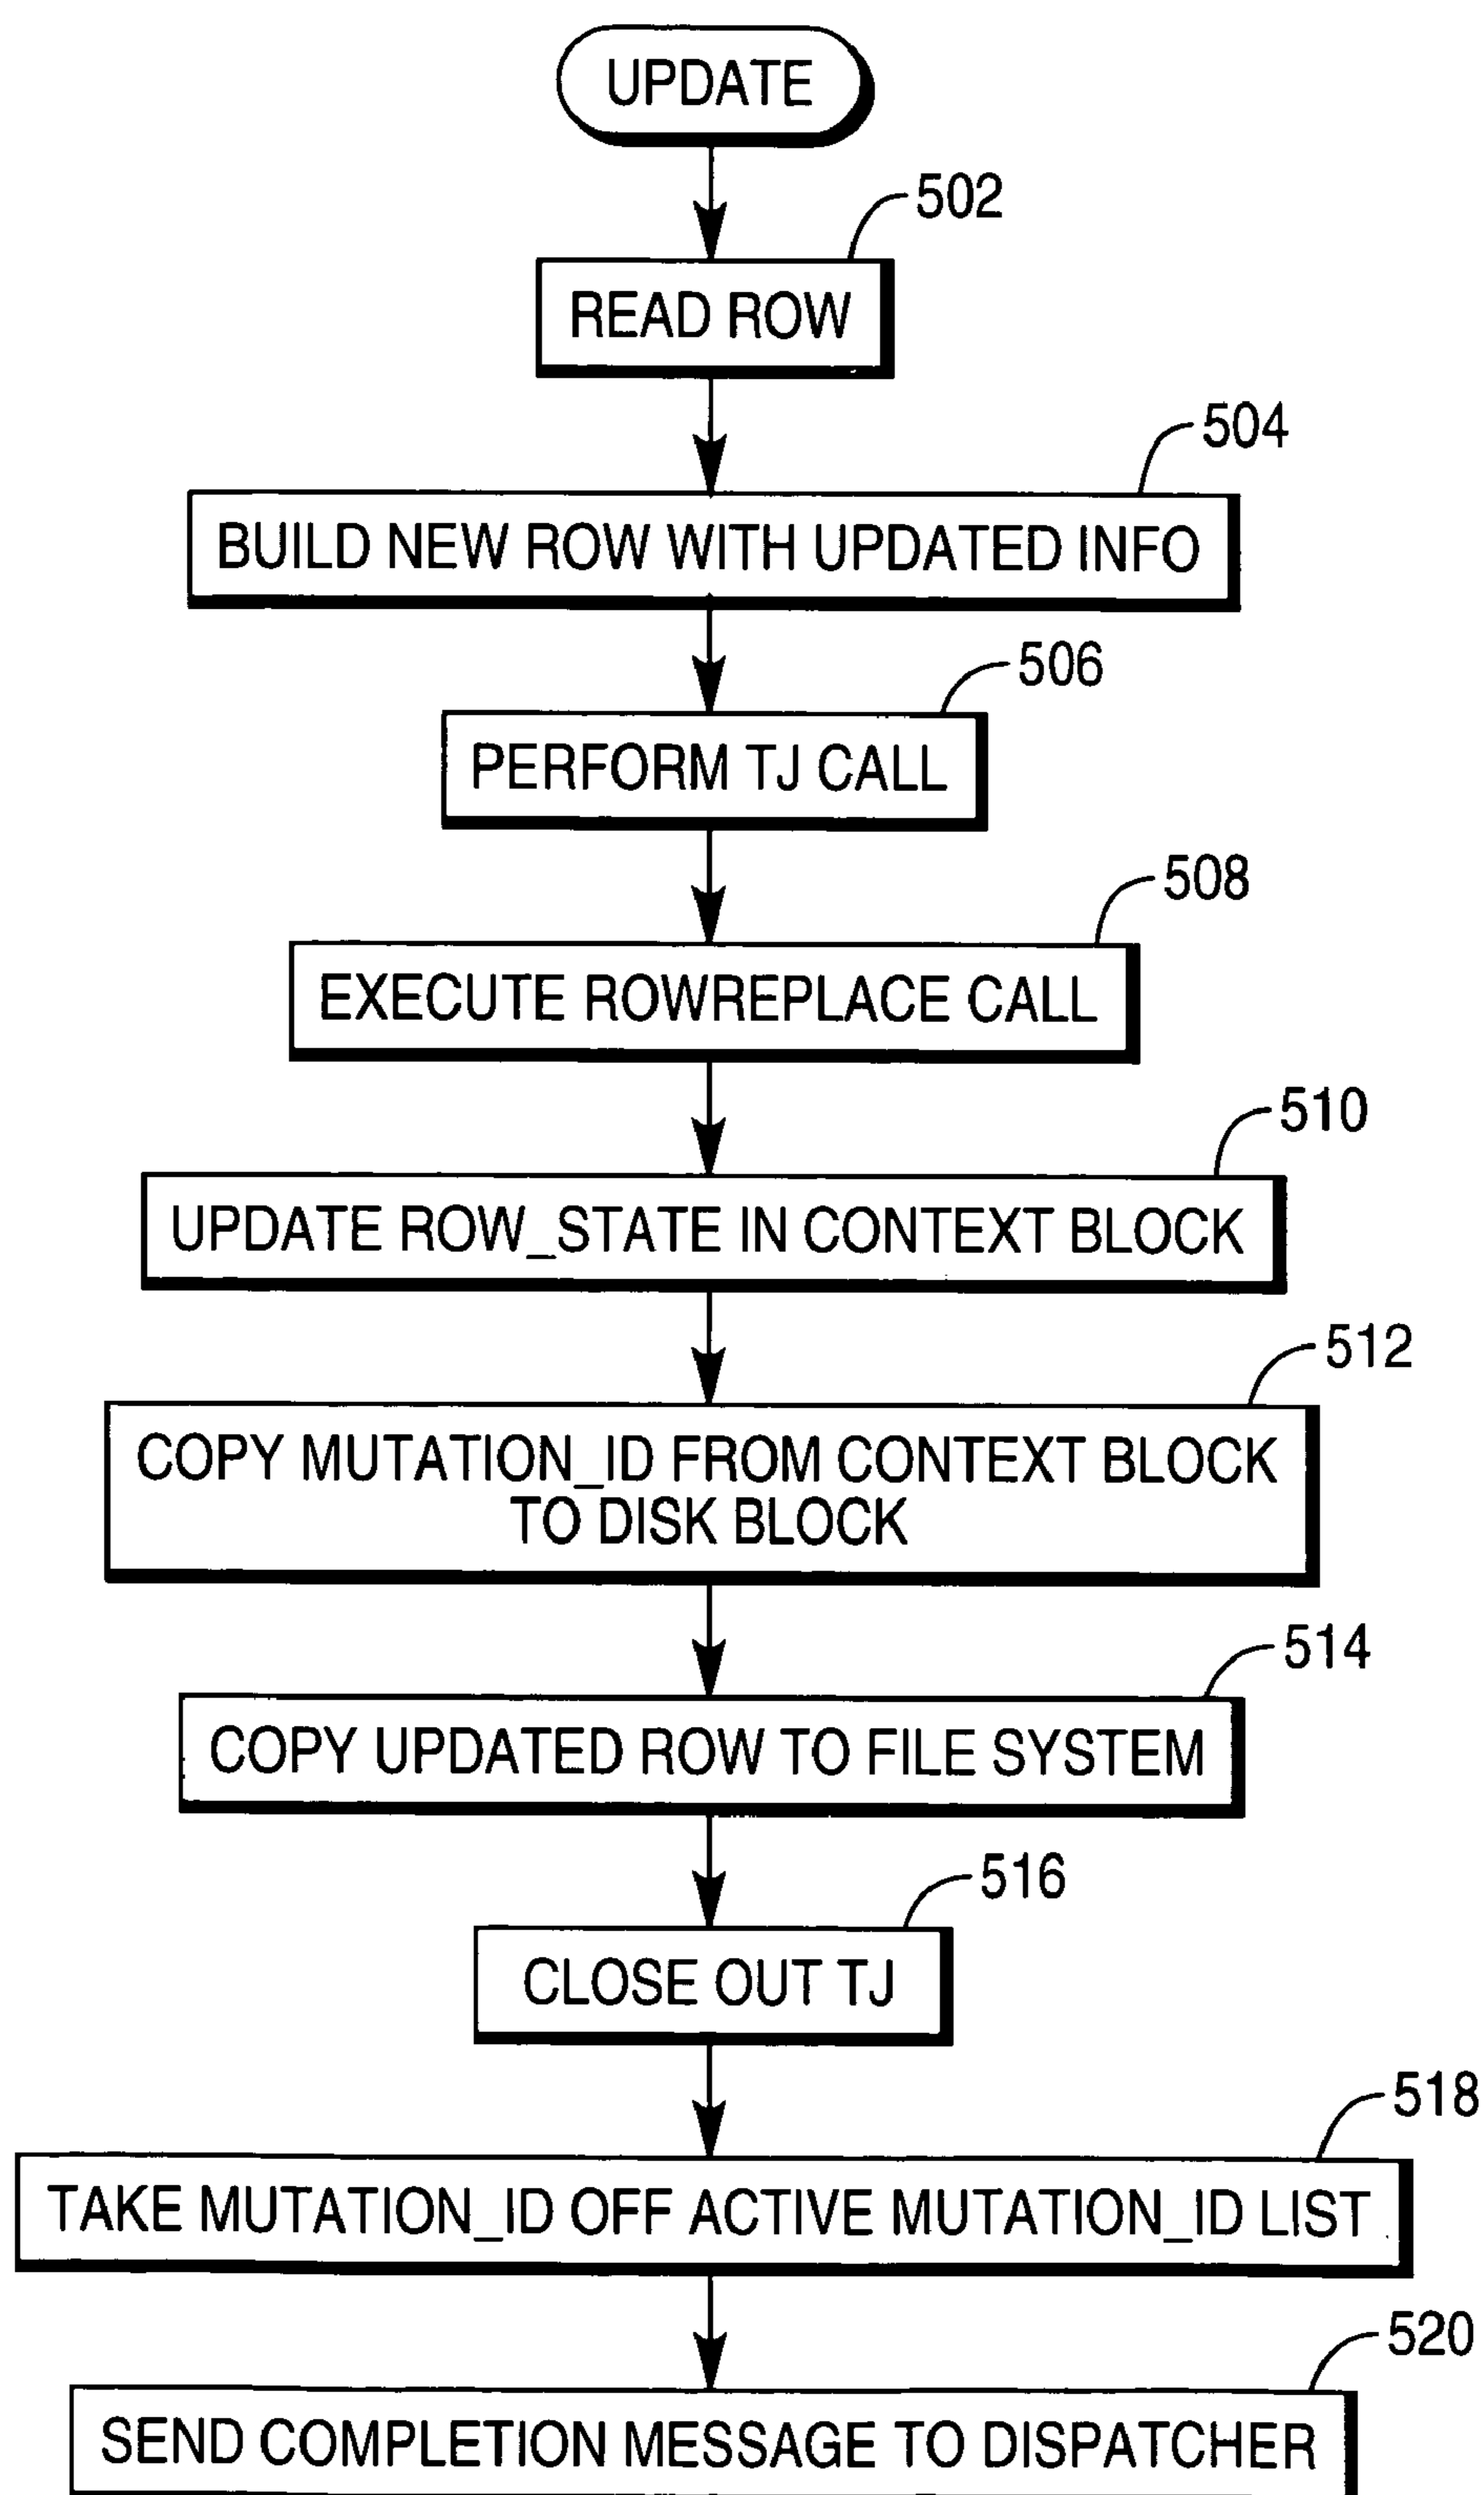 UPDATE
502
READ ROW
504
BUILD NEW ROW WITH UPDATED INFO
506
PERFORM TJ CALL
508
EXECUTE ROWREPLACE CALL
510
UPDATE ROW_STATE IN CONTEXT BLOCK
512
COPY MUTATION_ID FROM CONTEXT BLOCK
TO DISK BLOCK
514
COPY UPDATED ROW TO FILE SYSTEM
516
CLOSE OUT TJ
518
TAKE MUTATION_ID OFF ACTIVE MUTATION_ID LIST
520
SEND COMPLETION MESSAGE TO DISPATCHER